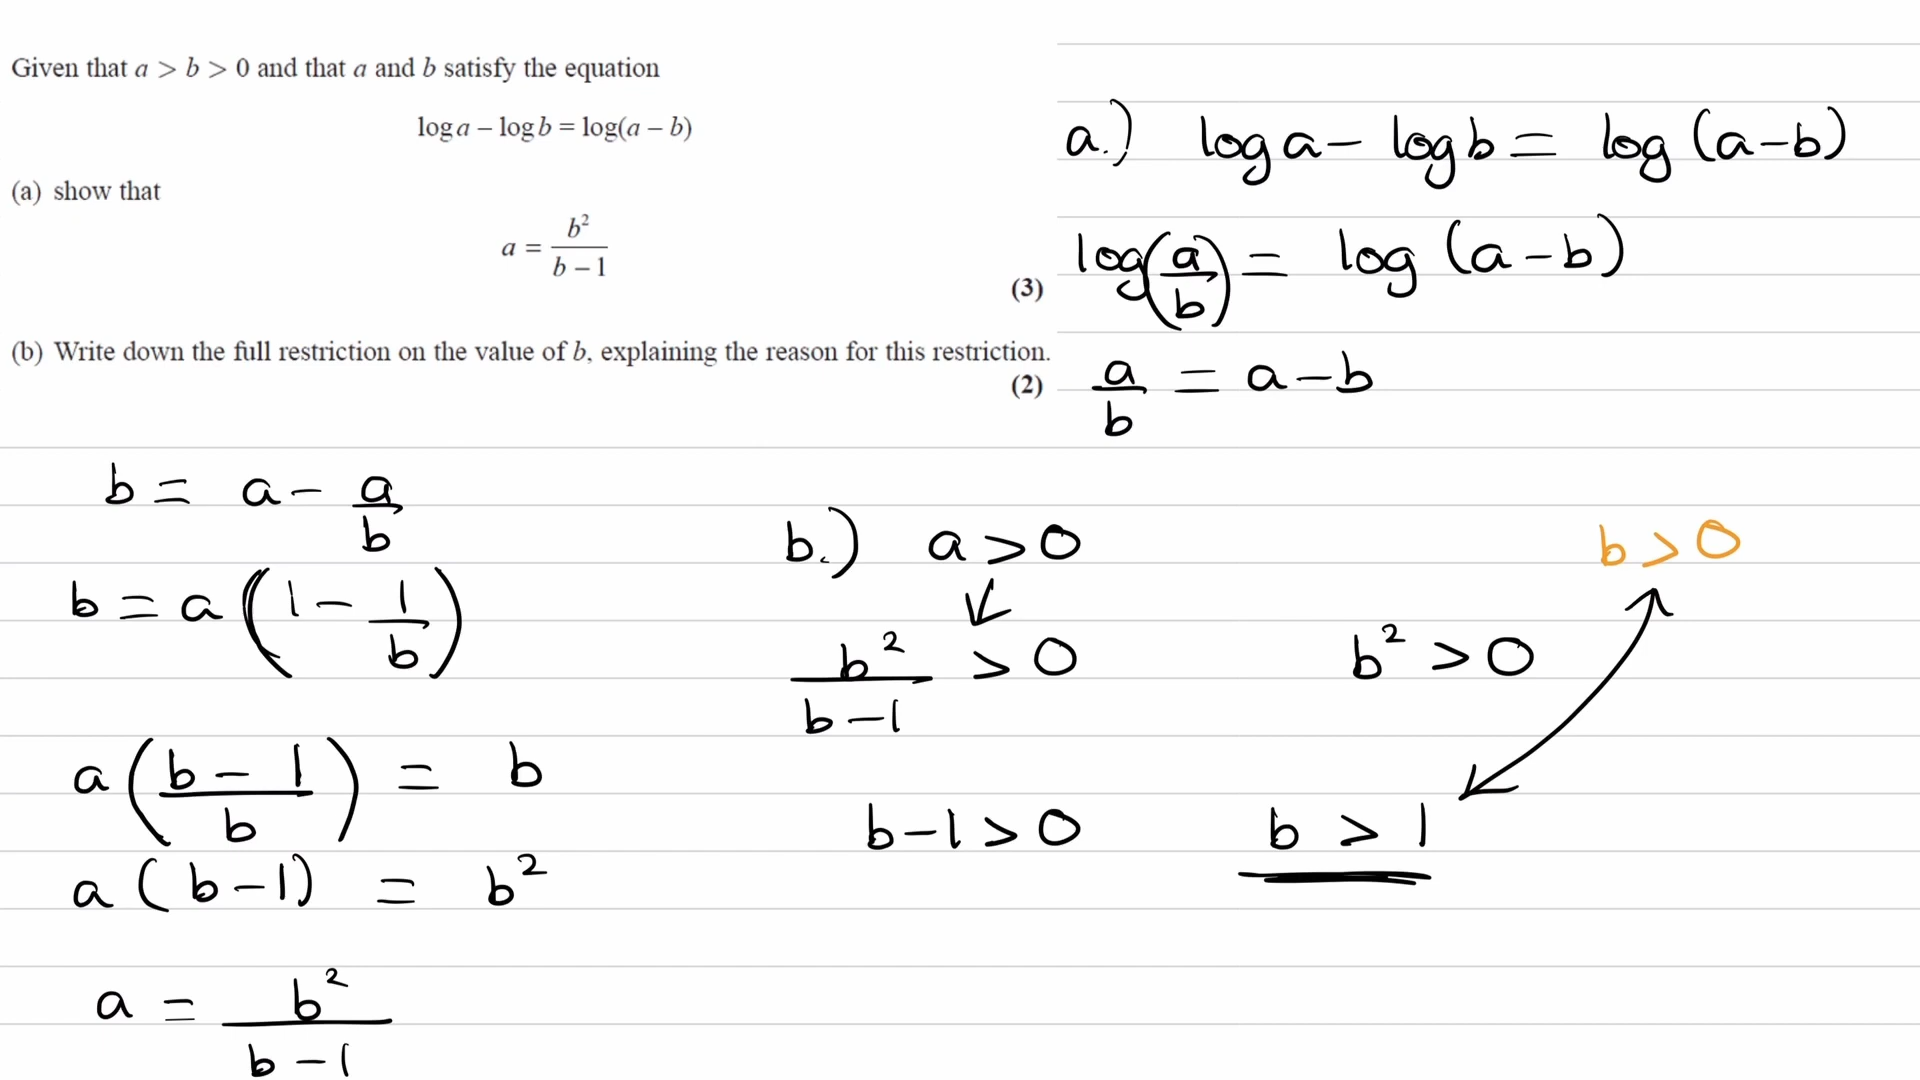 Given that a > b > 0 and that a and b satisfy the equation
log a – log b = log(a – b)
(a) show that
a = b² / (b – 1)
(3)
(b) Write down the full restriction on the value of b, explaining the reason for this restriction.
(2)
a.) log a – log b = log (a – b)
log(a/b) = log (a – b)
a/b = a – b
b = a – a/b
b = a(1 – 1/b)
a((b – 1)/b) = b
a (b – 1) = b²
a = b² / (b – 1)
b.) a > 0
b² / (b – 1) > 0
b – 1 > 0
b² > 0
b > 1
b > 0